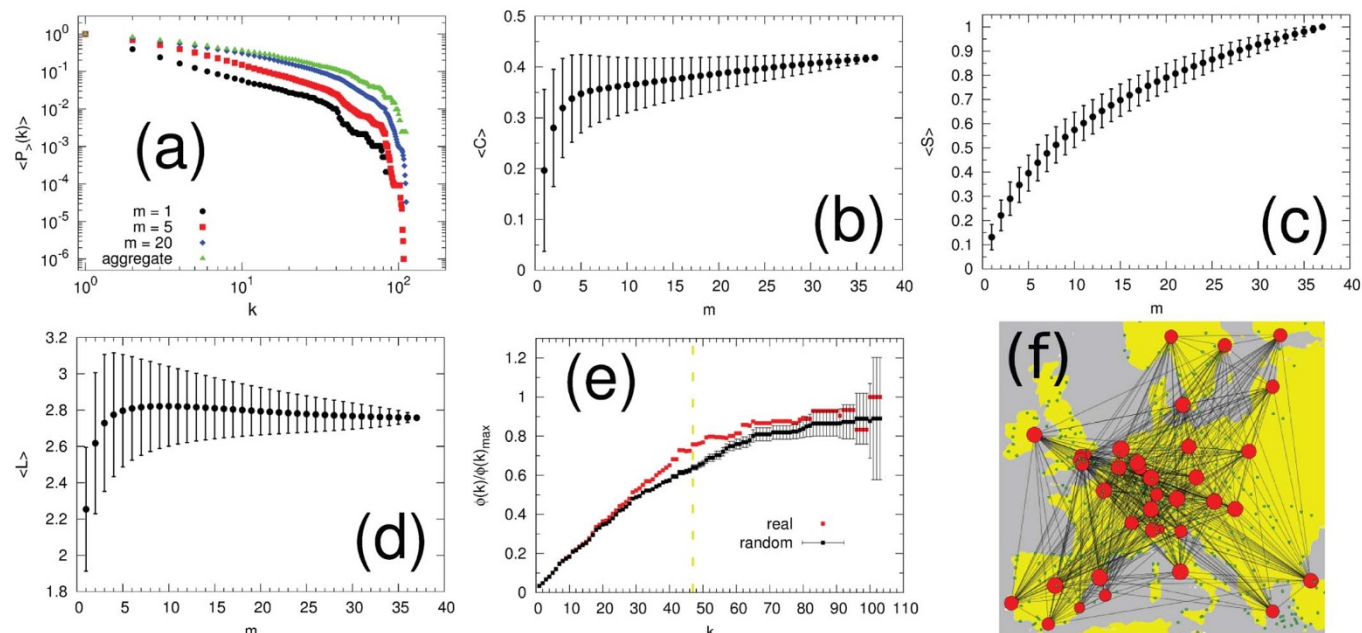 (a)
<P_>(k)>
10^0
10^-1
10^-2
10^-3
10^-4
10^-5
10^-6
m = 1
m = 5
m = 20
aggregate
10^0 10^1 10^2
k
(b)
<C>
0.5
0.4
0.3
0.2
0.1
0
0 5 10 15 20 25 30 35 40
m
(c)
<S>
1
0.9
0.8
0.7
0.6
0.5
0.4
0.3
0.2
0.1
0
0 5 10 15 20 25 30 35 40
m
(d)
<L>
3.2
3
2.8
2.6
2.4
2.2
2
1.8
0 5 10 15 20 25 30 35 40
m
(e)
ϕ(k)/ϕ(k)max
1.2
1
0.8
0.6
0.4
0.2
0
real
random
0 10 20 30 40 50 60 70 80 90 100 110
k
(f)